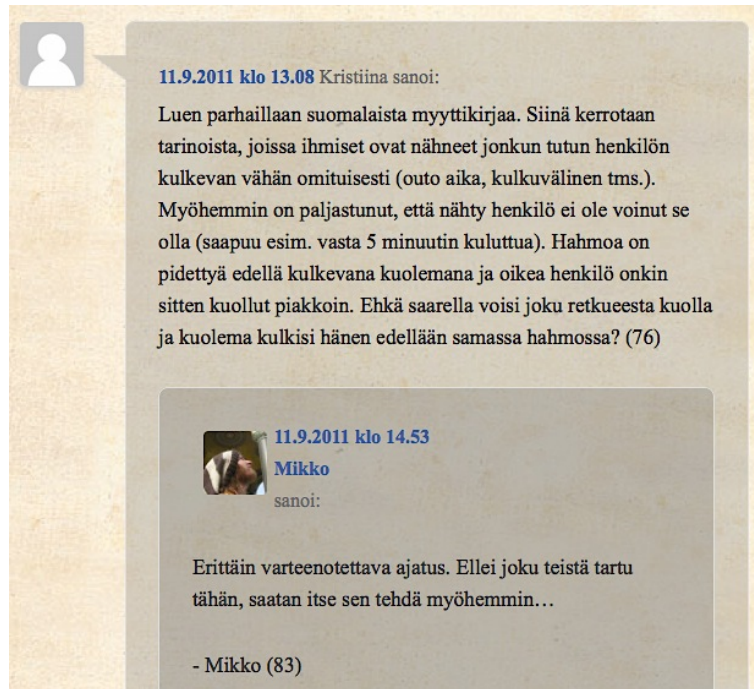 11.9.2011 klo 13.08 Kristiina sanoi:
Luen parhaillaan suomalaista myyttikirjaa. Siinä kerrotaan
tarinoista, joissa ihmiset ovat nähneet jonkun tutun henkilön
kulkevan vähän omituisesti (outo aika, kulkuvälinen tms.).
Myöhemmin on paljastunut, että nähty henkilö ei ole voinut se
olla (saapuu esim. vasta 5 minuutin kuluttua). Hahmoa on
pidettyä edellä kulkevana kuolemana ja oikea henkilö onkin
sitten kuollut piakkoin. Ehkä saarella voisi joku retkueesta kuolla
ja kuolema kulkisi hänen edellään samassa hahmossa? (76)
11.9.2011 klo 14.53
Mikko
sanoi:
Erittäin varteenotettava ajatus. Ellei joku teistä tartu
tähän, saatan itse sen tehdä myöhemmin…
- Mikko (83)